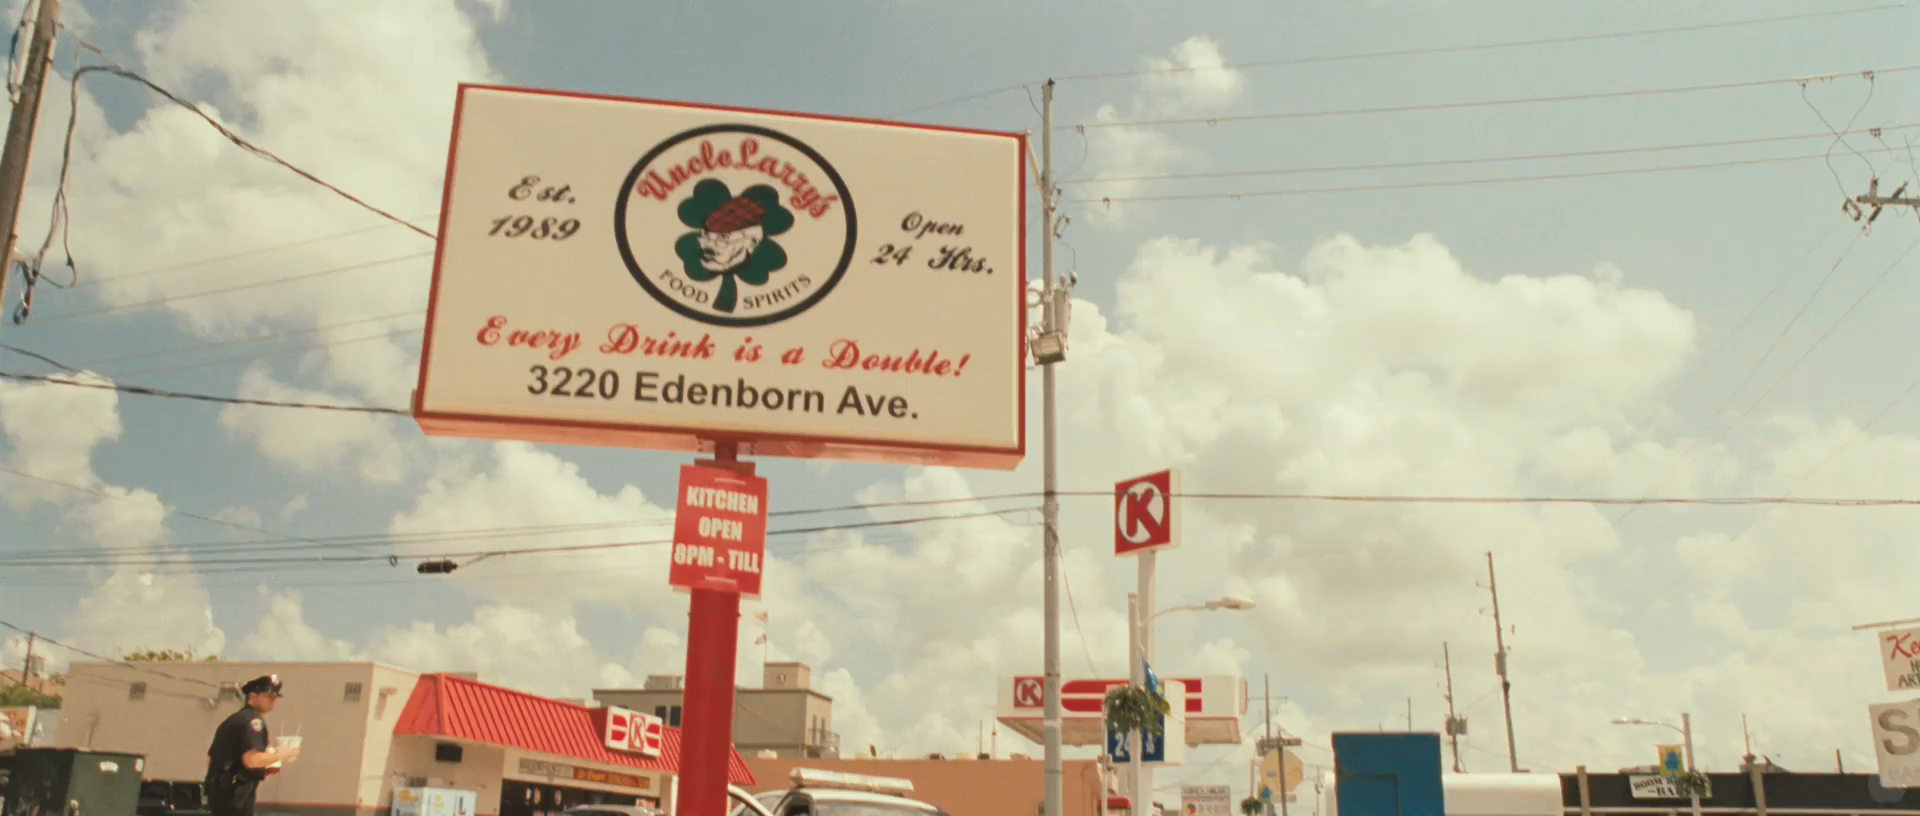 Uncle Larry's
Est.
1989
Open
24 Hrs.
FOOD SPIRITS
Every Drink is a Double!
3220 Edenborn Ave.
KITCHEN
OPEN
8PM - TILL
K
K
K
24